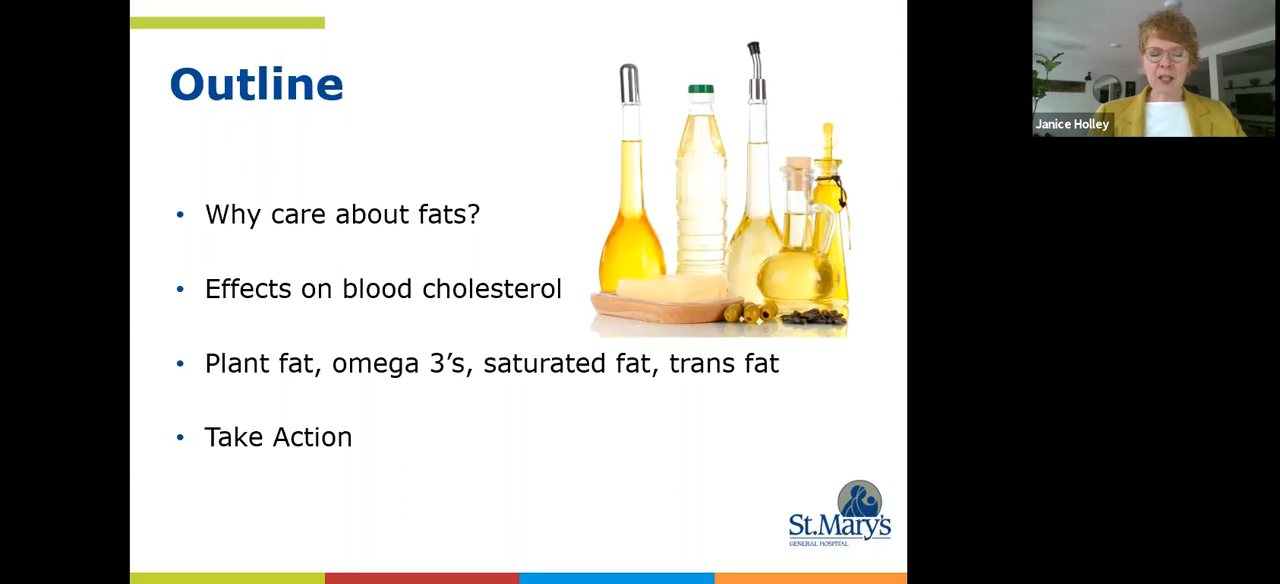 Outline
Why care about fats?
Effects on blood cholesterol
Plant fat, omega 3’s, saturated fat, trans fat
Take Action
St.Mary's
GENERAL HOSPITAL
Janice Holley